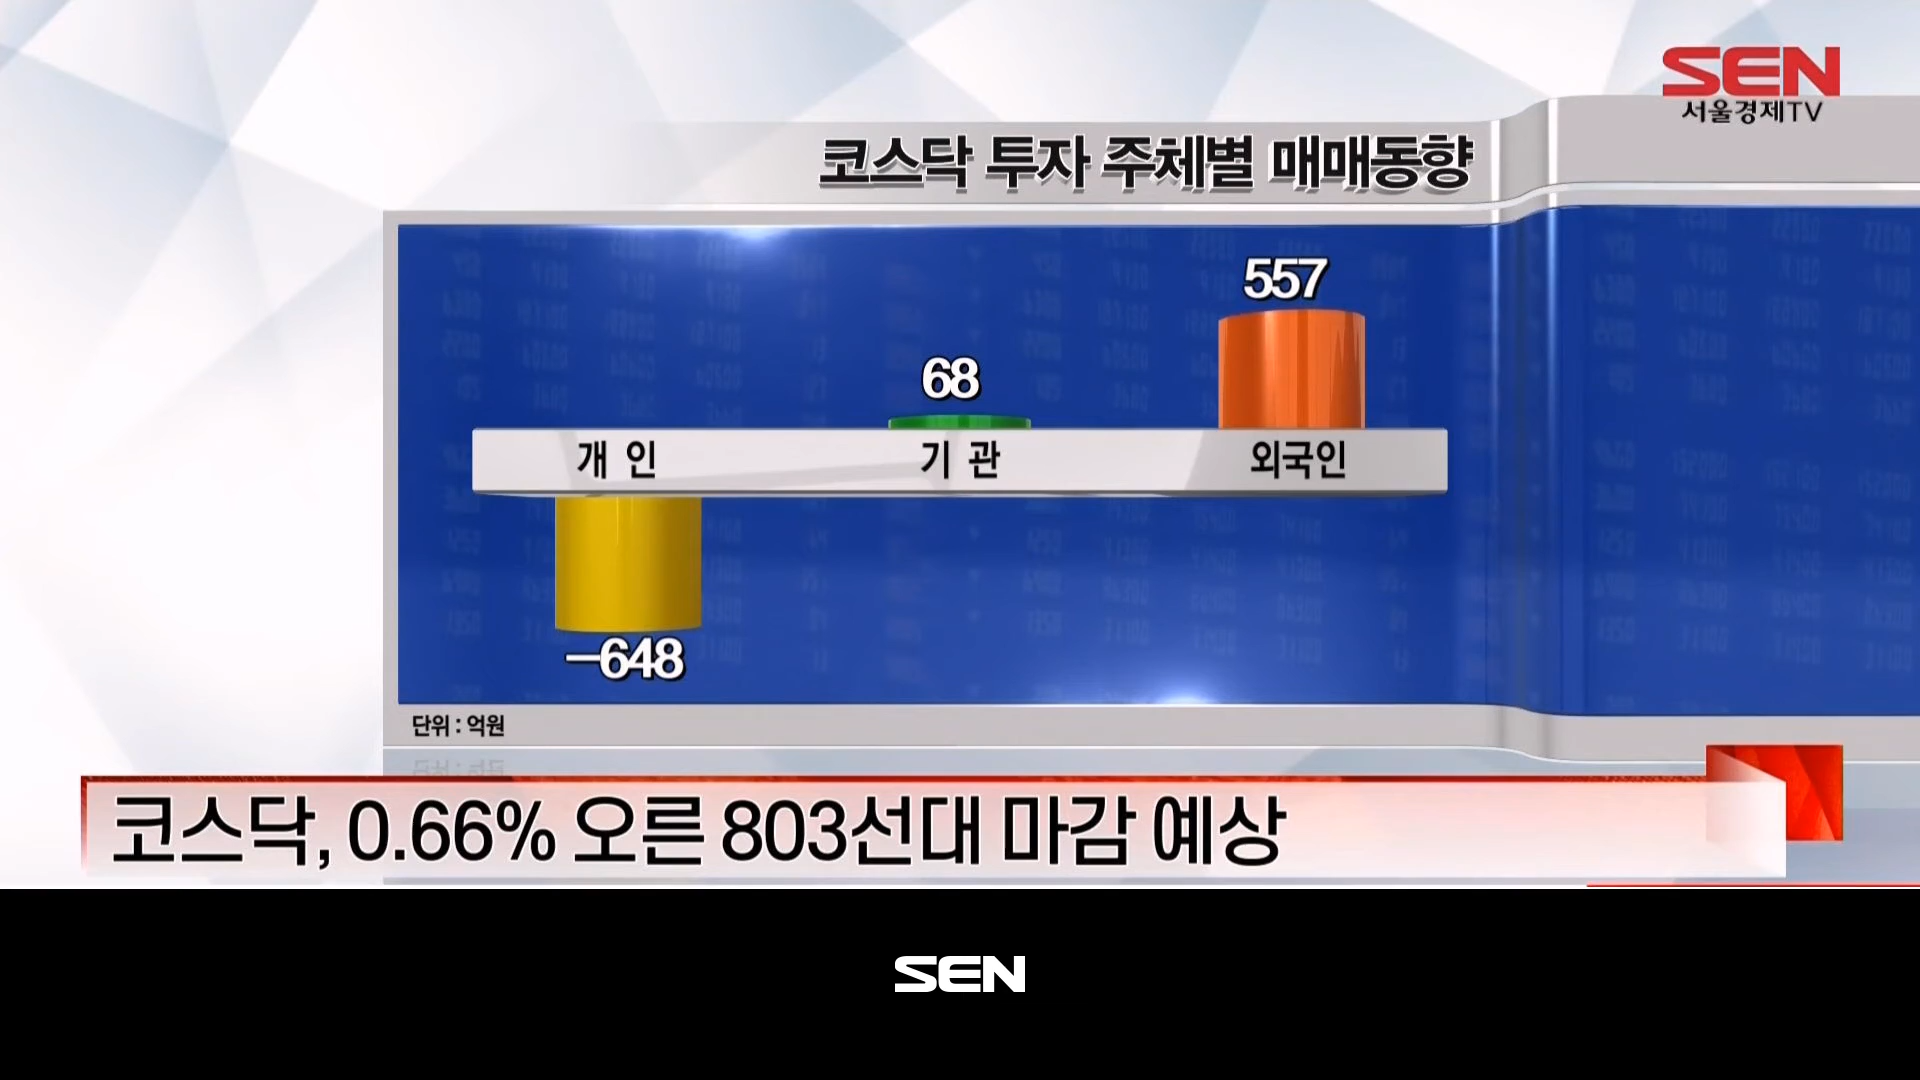 SEN
서울경제TV
코스닥 투자 주체별 매매동향
557
68
개 인
기 관
외국인
-648
단위 : 억원
코스닥, 0.66% 오른 803선대 마감 예상
SEN